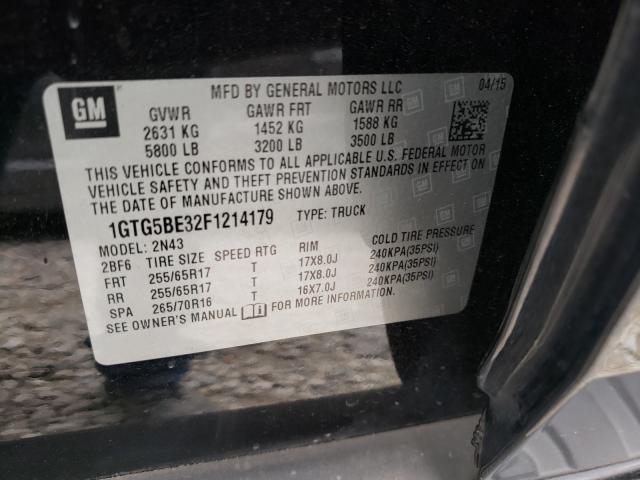 GM
MFD BY GENERAL MOTORS LLC 04/15
GVWR GAWR FRT GAWR RR
2631 KG 1452 KG 1588 KG
5800 LB 3200 LB 3500 LB
THIS VEHICLE CONFORMS TO ALL APPLICABLE U.S. FEDERAL MOTOR
VEHICLE SAFETY AND THEFT PREVENTION STANDARDS IN EFFECT ON
THE DATE OF MANUFACTURE SHOWN ABOVE.
1GTG5BE32F1214179 TYPE: TRUCK
MODEL: 2N43
2BF6 TIRE SIZE SPEED RTG RIM COLD TIRE PRESSURE
FRT 255/65R17 T 17X8.0J 240KPA(35PSI)
RR 255/65R17 T 17X8.0J 240KPA(35PSI)
SPA 265/70R16 T 16X7.0J 240KPA(35PSI)
SEE OWNER'S MANUAL FOR MORE INFORMATION.